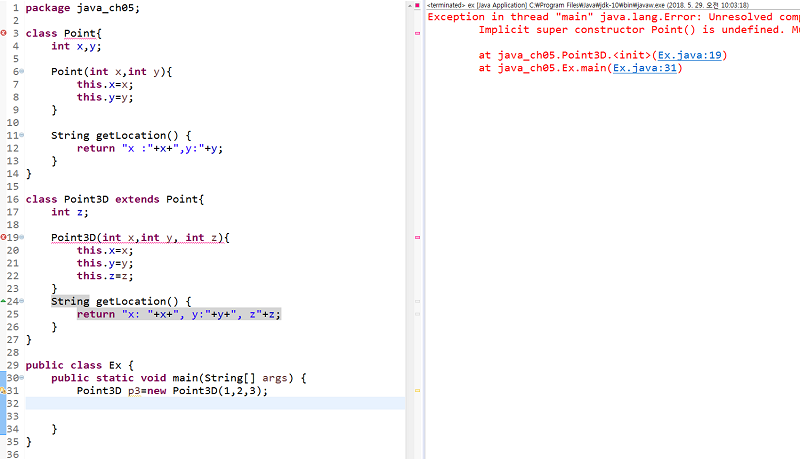 1 package java_ch05;
2
3 class Point{
4     int x,y;
5
6     Point(int x,int y){
7         this.x=x;
8         this.y=y;
9     }
10
11     String getLocation() {
12         return "x :"+x+",y:"+y;
13     }
14 }
15
16 class Point3D extends Point{
17     int z;
18
19     Point3D(int x,int y, int z){
20         this.x=x;
21         this.y=y;
22         this.z=z;
23     }
24     String getLocation() {
25         return "x: "+x+", y:"+y+", z"+z;
26     }
27 }
28
29 public class Ex {
30     public static void main(String[] args) {
31         Point3D p3=new Point3D(1,2,3);
32
33
34     }
35 }
36
<terminated> ex [Java Application] C:₩Program Files₩Java₩jdk-10₩bin₩javaw.exe (2018. 5. 29. 오전 10:03:18)
Exception in thread "main" java.lang.Error: Unresolved comp
Implicit super constructor Point() is undefined. Mu
at java_ch05.Point3D.<init>(Ex.java:19)
at java_ch05.Ex.main(Ex.java:31)